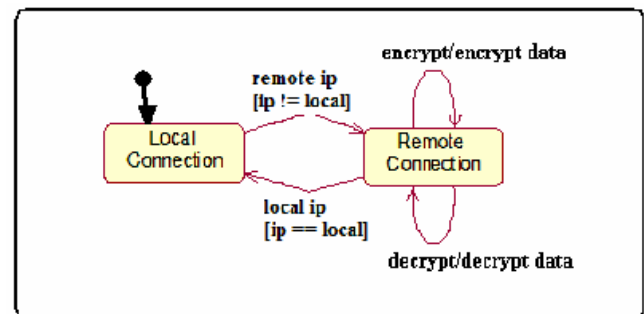 encrypt/encrypt data
remote ip
[ip != local]
Local
Connection
Remote
Connection
local ip
[ip == local]
decrypt/decrypt data